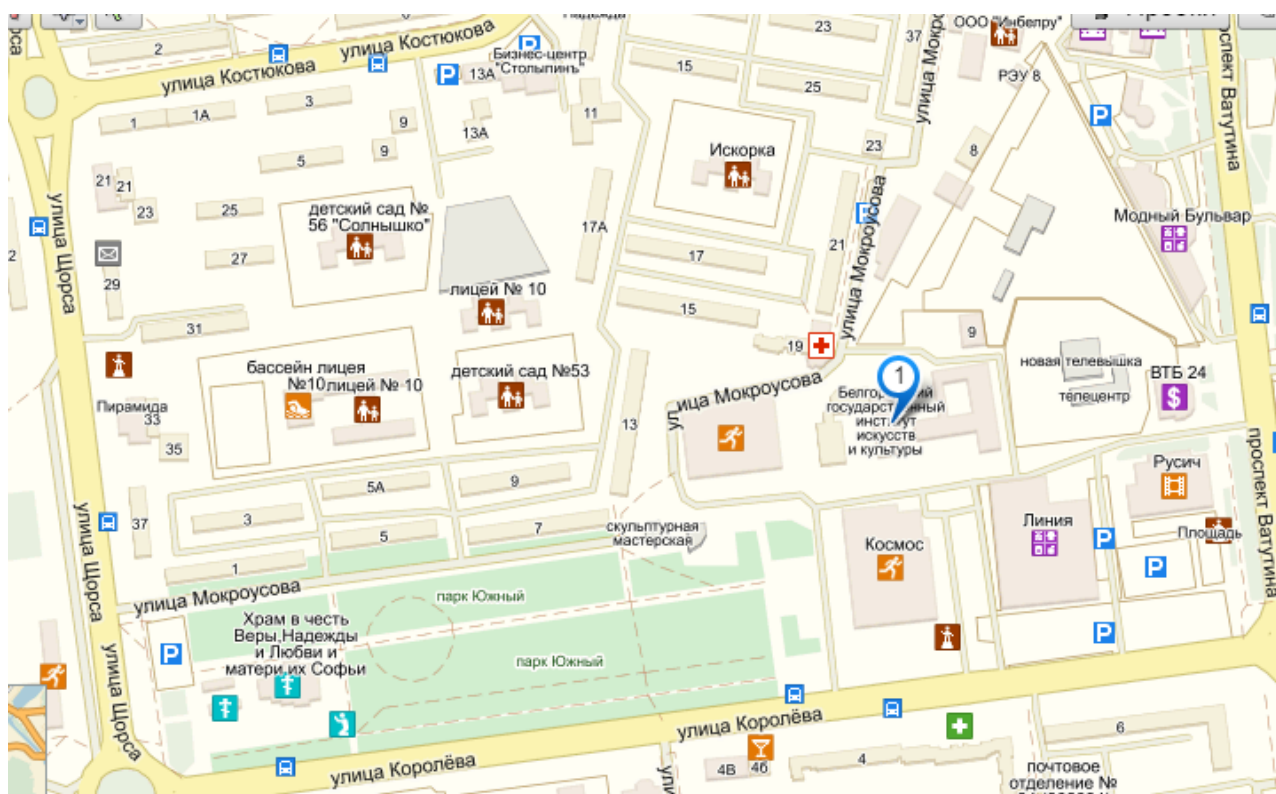 улица Костюкова
улица Костюкова
Бизнес-центр
"Столыпинъ"
ООО "Инбелру"
РЭУ 8
проспект Ватутина
2
23
37
15
25
13А
13А
11
3
1А
1
9
9
5
Искорка
23
8
улица Щорса
21
21
23
25
детский сад №
56 "Солнышко"
27
29
17А
17
15
21
улица Мокроусова
Модный Бульвар
лицей № 10
31
19
9
1
новая телевышка
телецентр
ВТБ 24
бассейн лицея
№10
лицей № 10
детский сад №53
улица Мокроусова
Белгородский
государственный
институт
искусств
и культуры
Пирамида
33
35
13
Русич
проспект Ватутина
5А
9
3
5
7
37
1
улица Щорса
скульптурная
мастерская
Космос
Линия
Площадь
улица Мокроусова
парк Южный
парк Южный
Храм в честь
Веры,Надежды
и Любви и
матери их Софьи
улица Щорса
улица Королёва
улица Королёва
4В
4б
4
6
почтовое
отделение №